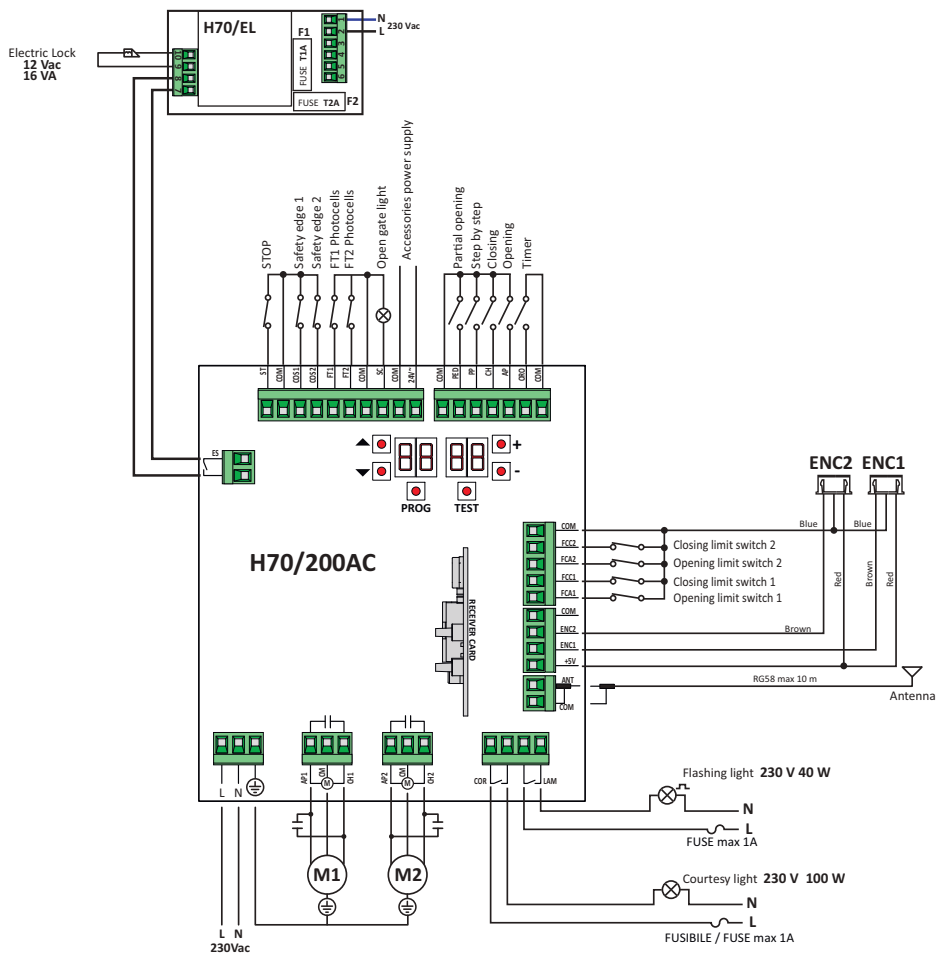 H70/EL
F1
FUSE T1A
FUSE T2A F2
1
2
3
4
5
6
10
9
8
7
N
L
230 Vac
Electric Lock
12 Vac
16 VA
STOP
Safety edge 1
Safety edge 2
FT1 Photocells
FT2 Photocells
Open gate light
Accessories power supply
Partial opening
Step by step
Closing
Opening
Timer
ST
COM
COS1
COS2
FT1
FT2
COM
SC
COM
24V~
COM
PED
PP
CH
AP
ORO
COM
ES
+
-
PROG
TEST
H70/200AC
RECEIVER CARD
ENC2 ENC1
Blue
Blue
Red
Brown
Red
COM
FCC2
FCA2
FCC1
FCA1
Closing limit switch 2
Opening limit switch 2
Closing limit switch 1
Opening limit switch 1
COM
ENC2
ENC1
+5V
Brown
ANT
COM
RG58 max 10 m
Antenna
L N
AP1
CM
CH1
M
AP2
CM
CH2
M
COR
LAM
Flashing light 230 V 40 W
N
L
FUSE max 1A
M1
M2
Courtesy light 230 V 100 W
N
L
FUSIBILE / FUSE max 1A
L N
230Vac